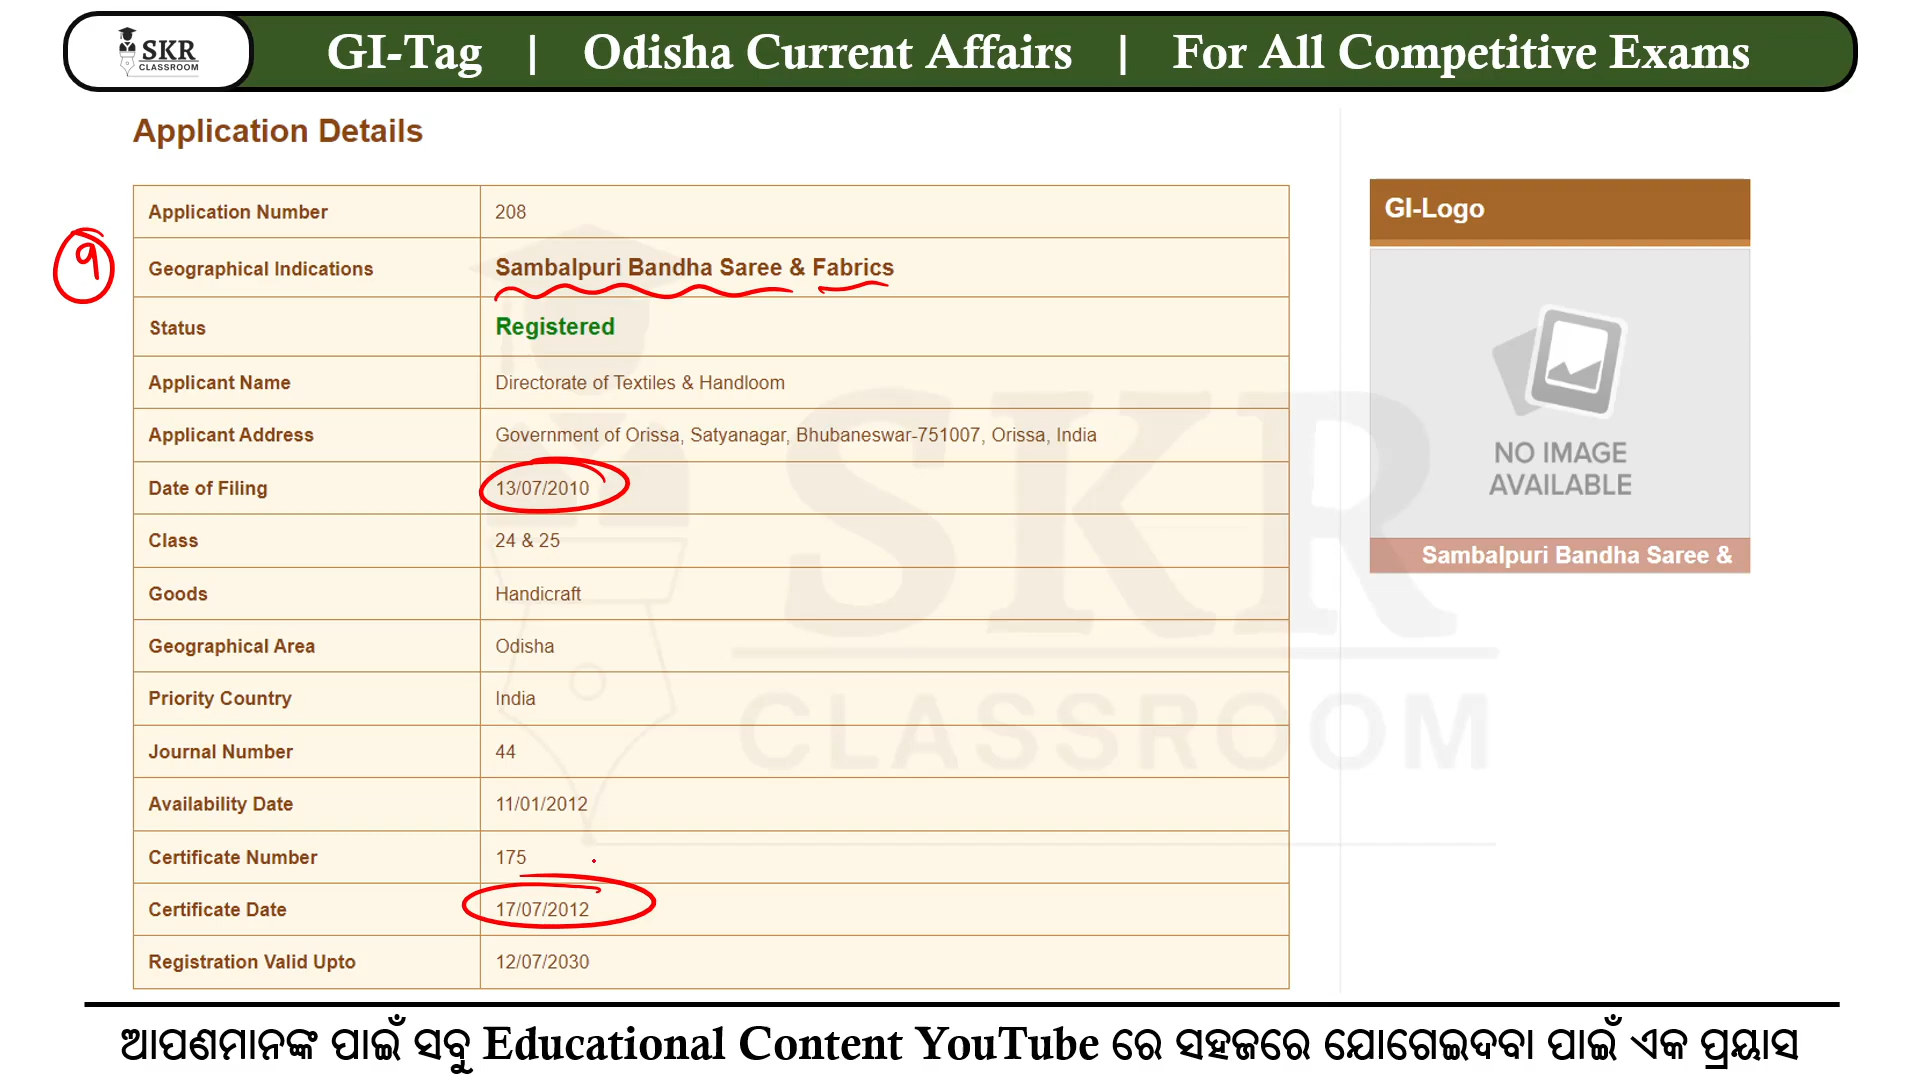 SKR
CLASSROOM
GI-Tag | Odisha Current Affairs | For All Competitive Exams
Application Details
Application Number 208
୩
Geographical Indications Sambalpuri Bandha Saree & Fabrics
Status Registered
Applicant Name Directorate of Textiles & Handloom
Applicant Address Government of Orissa, Satyanagar, Bhubaneswar-751007, Orissa, India
Date of Filing 13/07/2010
Class 24 & 25
Goods Handicraft
Geographical Area Odisha
Priority Country India
Journal Number 44
Availability Date 11/01/2012
Certificate Number 175
Certificate Date 17/07/2012
Registration Valid Upto 12/07/2030
GI-Logo
NO IMAGE
AVAILABLE
Sambalpuri Bandha Saree &
SKR
CLASSROOM
ଆପଣମାନଙ୍କ ପାଇଁ ସବୁ Educational Content YouTube ରେ ସହଜରେ ଯୋଗେଇଦବା ପାଇଁ ଏକ ପ୍ରୟାସ